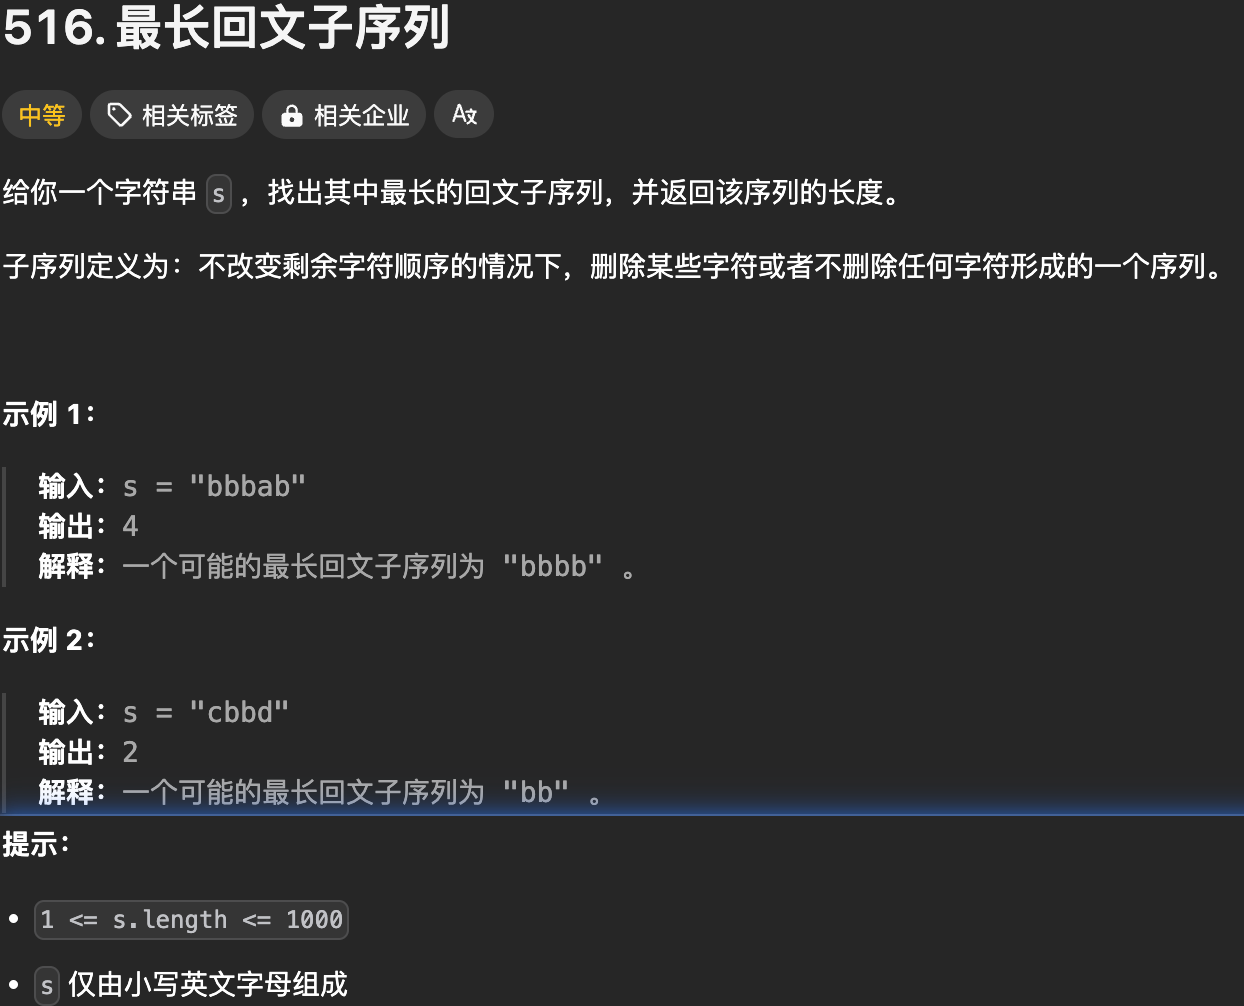 516. 最长回文子序列
中等 相关标签 相关企业 A文
给你一个字符串 s ，找出其中最长的回文子序列，并返回该序列的长度。
子序列定义为：不改变剩余字符顺序的情况下，删除某些字符或者不删除任何字符形成的一个序列。
示例 1：
输入：s = "bbbab"
输出：4
解释：一个可能的最长回文子序列为 "bbbb" 。
示例 2：
输入：s = "cbbd"
输出：2
解释：一个可能的最长回文子序列为 "bb" 。
提示：
• 1 <= s.length <= 1000
• s 仅由小写英文字母组成